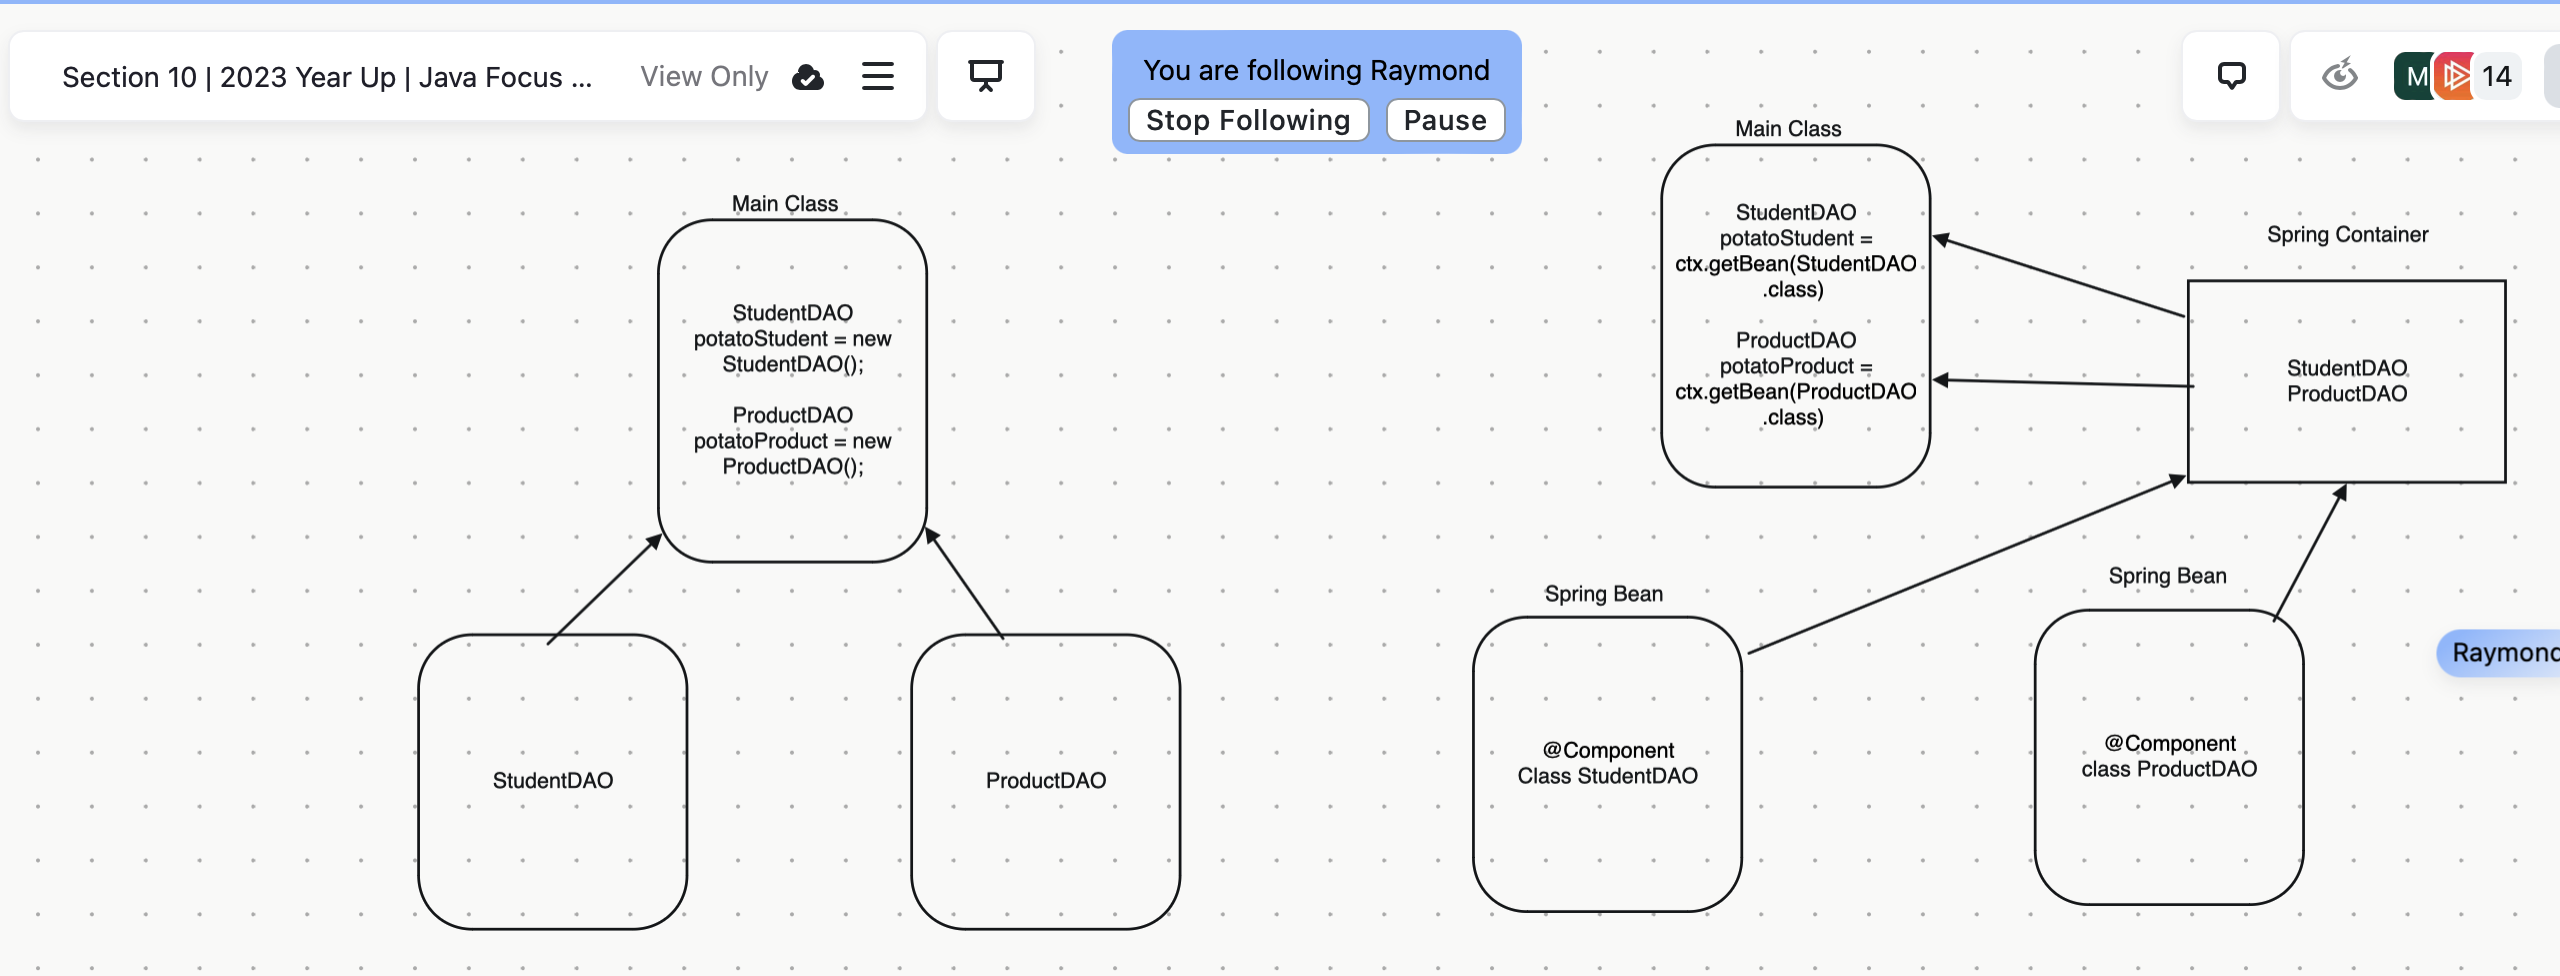 Section 10 | 2023 Year Up | Java Focus ...
View Only
You are following Raymond
Stop Following
Pause
M
14
Main Class
StudentDAO
potatoStudent = new
StudentDAO();
ProductDAO
potatoProduct = new
ProductDAO();
StudentDAO
ProductDAO
Main Class
StudentDAO
potatoStudent =
ctx.getBean(StudentDAO
.class)
ProductDAO
potatoProduct =
ctx.getBean(ProductDAO
.class)
Spring Container
StudentDAO
ProductDAO
Spring Bean
@Component
Class StudentDAO
Spring Bean
@Component
class ProductDAO
Raymond